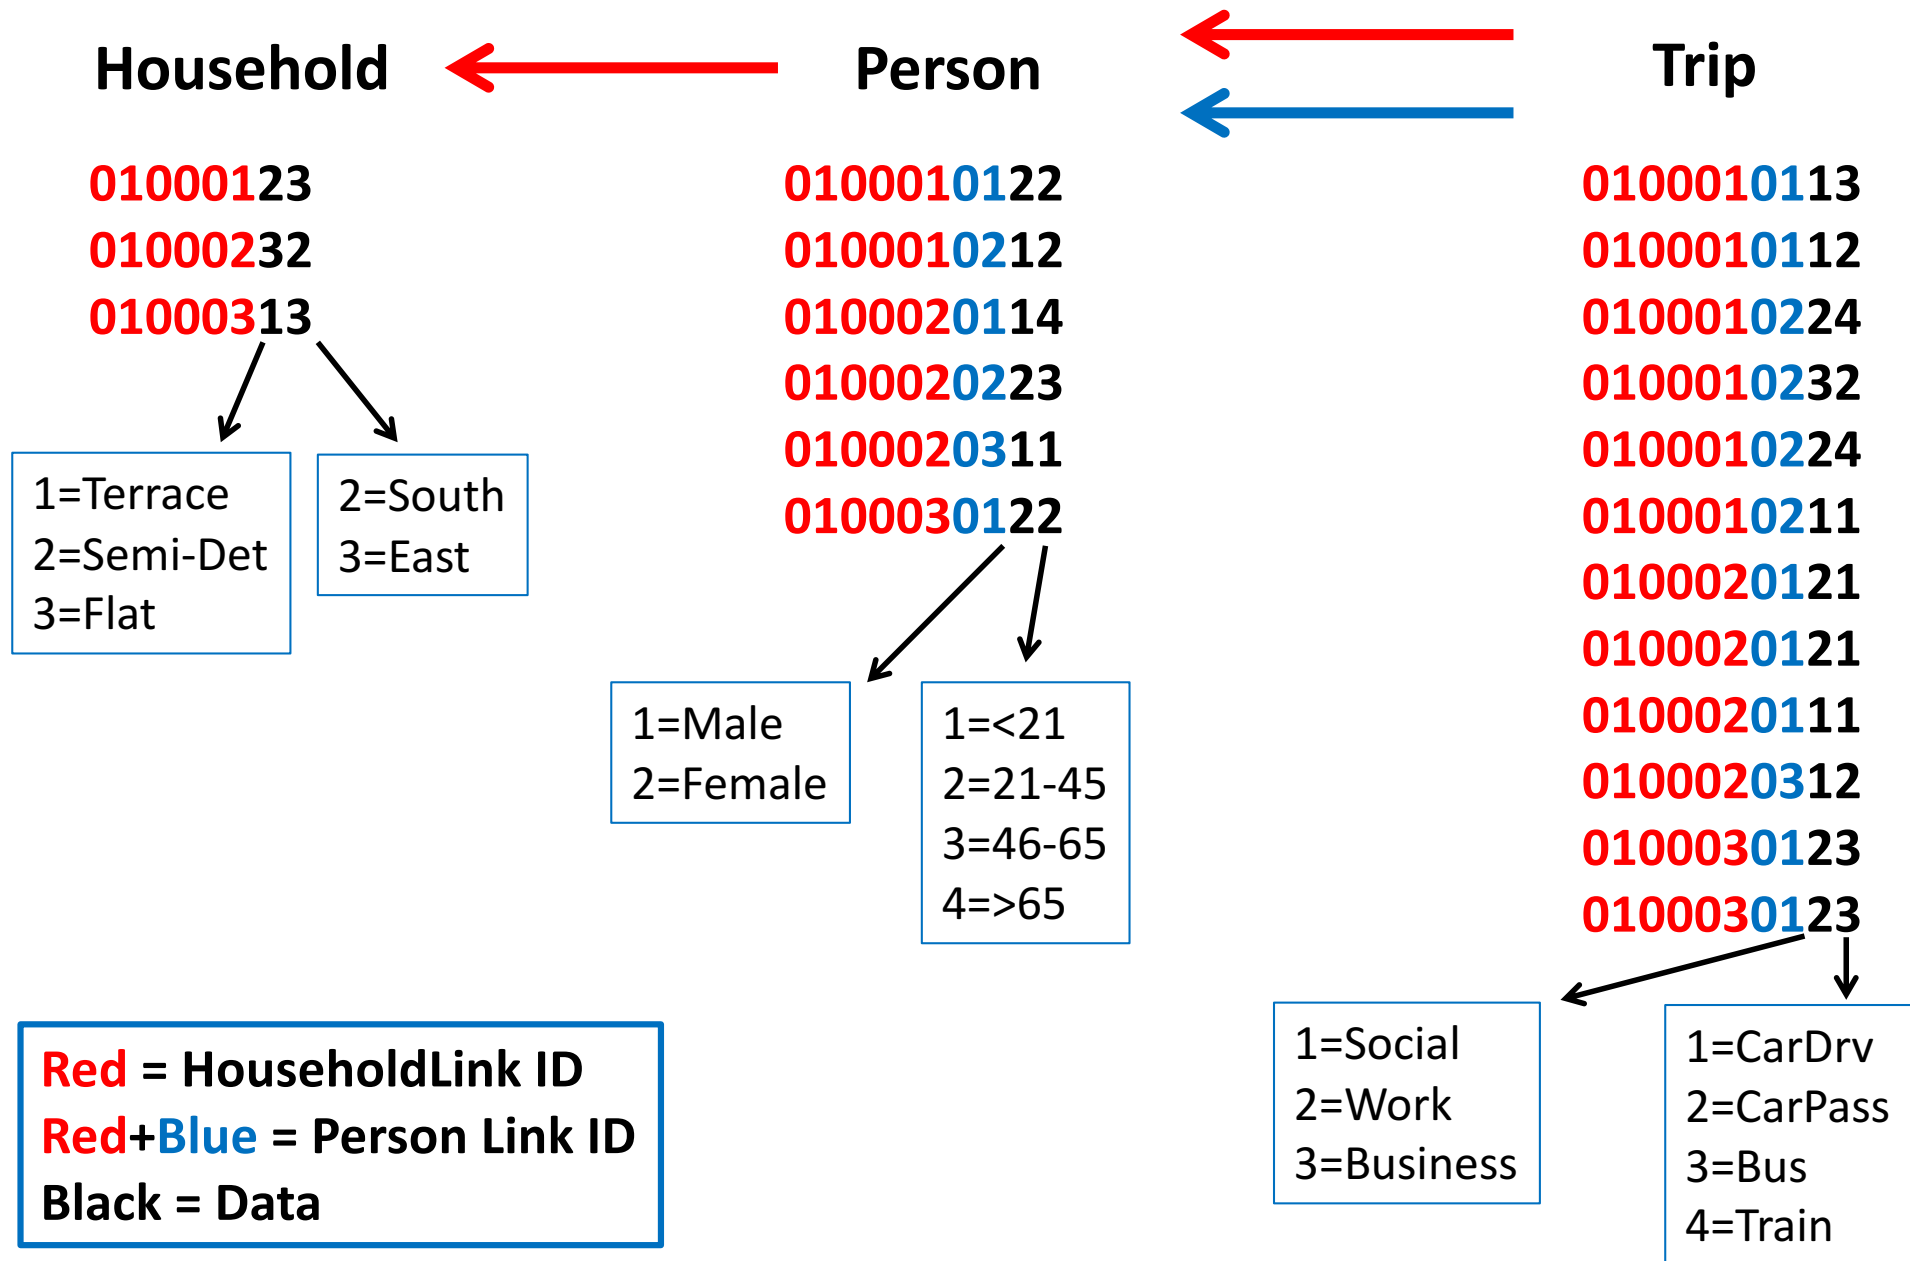 Household
Person
Trip
01000123
01000232
01000313
1=Terrace
2=Semi-Det
3=Flat
2=South
3=East
0100010122
0100010212
0100020114
0100020223
0100020311
0100030122
1=Male
2=Female
1=<21
2=21-45
3=46-65
4=>65
0100010113
0100010112
0100010224
0100010232
0100010224
0100010211
0100020121
0100020121
0100020111
0100020312
0100030123
0100030123
1=Social
2=Work
3=Business
1=CarDrv
2=CarPass
3=Bus
4=Train
Red = HouseholdLink ID
Red+Blue = Person Link ID
Black = Data